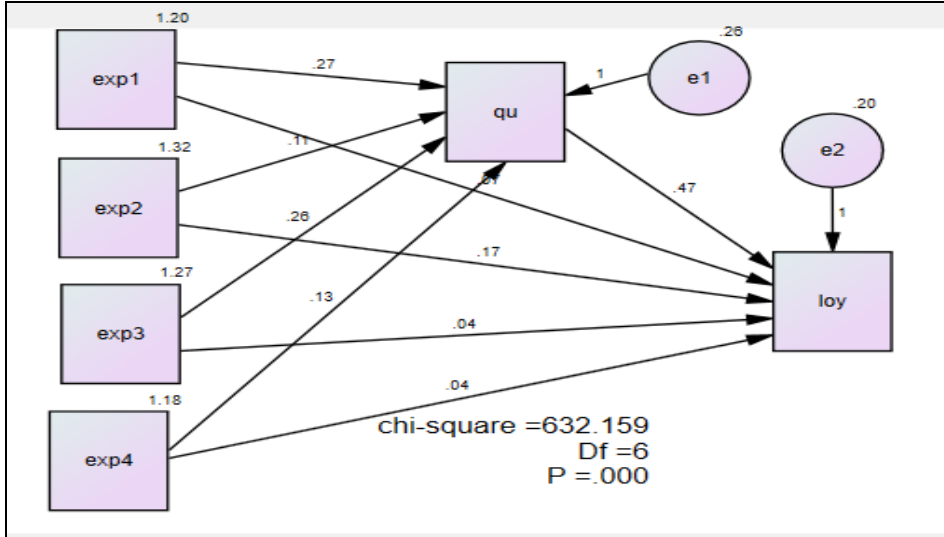 1.20
exp1
.27
.26
e1
1
qu
.20
e2
1.32
.11
exp2
.07
.47
1
1.27
.26
.17
exp3
.13
.04
loy
1.18
.04
exp4
chi-square =632.159
Df =6
P =.000